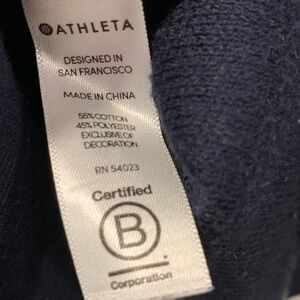 ATHLETA
DESIGNED IN
SAN FRANCISCO
MADE IN CHINA
55% COTTON
45% POLYESTER
EXCLUSIVE OF
DECORATION
RN 54023
Certified
B
Corporation